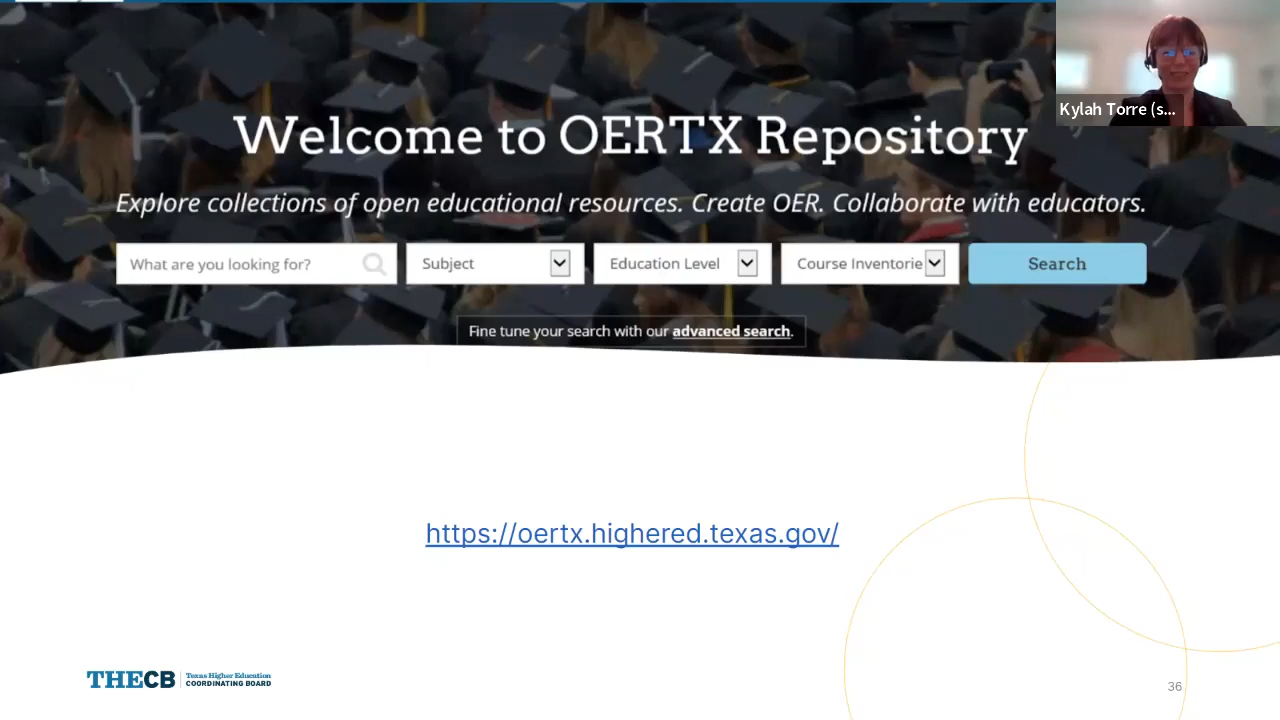 Kylah Torre (s...
Welcome to OERTX Repository
Explore collections of open educational resources. Create OER. Collaborate with educators.
What are you looking for?
Subject
Education Level
Course Inventorie
Search
Fine tune your search with our advanced search.
https://oertx.highered.texas.gov/
THECB
Texas Higher Education
COORDINATING BOARD
36